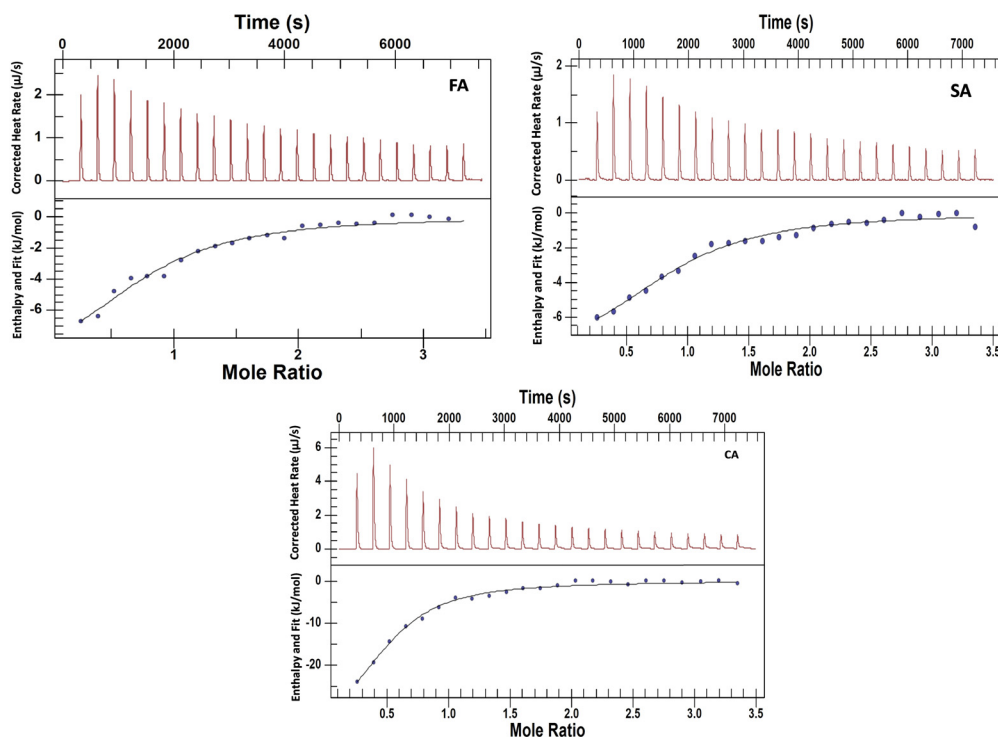 Time (s)
0 2000 4000 6000
FA
Corrected Heat Rate (µJ/s)
2
1
0
Enthalpy and Fit (kJ/mol)
0
-2
-4
-6
1 2 3
Mole Ratio
Time (s)
0 1000 2000 3000 4000 5000 6000 7000
SA
Corrected Heat Rate (µJ/s)
2
1
0
Enthalpy and Fit (kJ/mol)
0
-2
-4
-6
0.5 1.0 1.5 2.0 2.5 3.0 3.5
Mole Ratio
Time (s)
0 1000 2000 3000 4000 5000 6000 7000
CA
Corrected Heat Rate (µJ/s)
6
4
2
0
Enthalpy and Fit (kJ/mol)
0
-10
-20
0.5 1.0 1.5 2.0 2.5 3.0 3.5
Mole Ratio